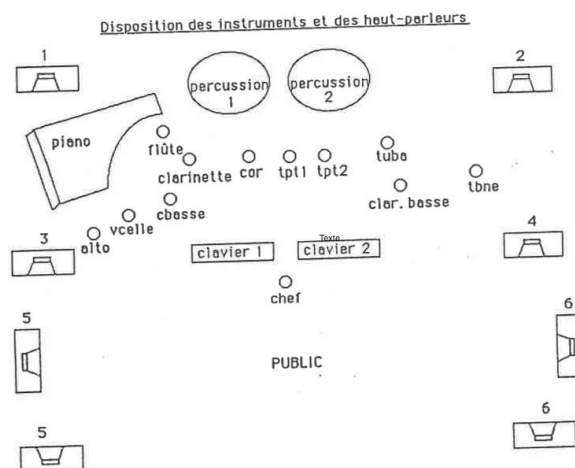 Disposition des instruments et des haut-parleurs
1
2
percussion
1
percussion
2
piano
flûte
clarinette
cor
tpt1
tpt2
tuba
clar. basse
tbne
cbasse
vcelle
alto
3
4
clavier 1
Texte
clavier 2
chef
5
6
PUBLIC
5
6